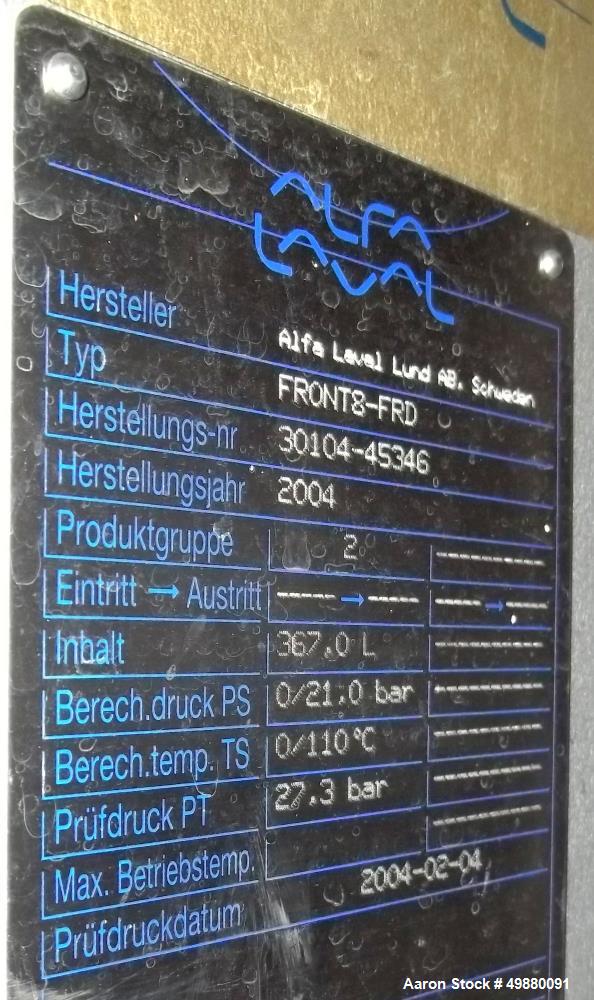 ALFA
LAVAL
Hersteller Alfa Laval Lund AB, Schweden
Typ FRONT8-FRD
Herstellungs-nr 30104-45346
Herstellungsjahr 2004
Produktgruppe 2 ------
Eintritt → Austritt ---- → ---- ---- → ----
Inhalt 367.0 L ------
Berech.druck PS 0/21.0 bar ------
Berech.temp. TS 0/110°C ------
Prüfdruck PT 27.3 bar ------
Max. Betriebstemp. ------
Prüfdruckdatum 2004-02-04
Aaron Stock # 49880091